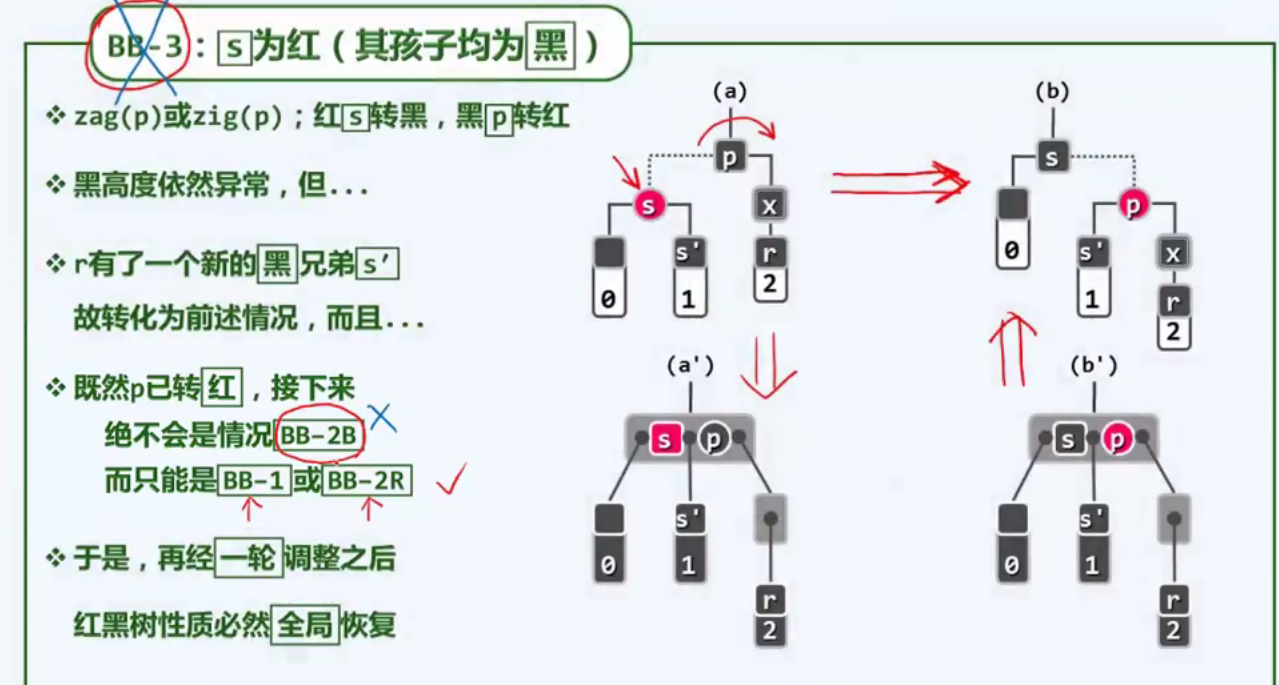 BB-3：s为红（其孩子均为黑）
❖ zag(p)或zig(p)；红s转黑，黑p转红
❖ 黑高度依然异常，但...
❖ r有了一个新的黑兄弟s'
故转化为前述情况，而且...
❖ 既然p已转红，接下来
绝不会是情况BB-2B
而只能是BB-1或BB-2R
❖ 于是，再经一轮调整之后
红黑树性质必然全局恢复
(a)
p
s x
s' r
0 1 2
(b)
s
p
0 s' x
1 r
2
(a')
s p
s'
0 1
r
2
(b')
s p
s'
0 1
r
2